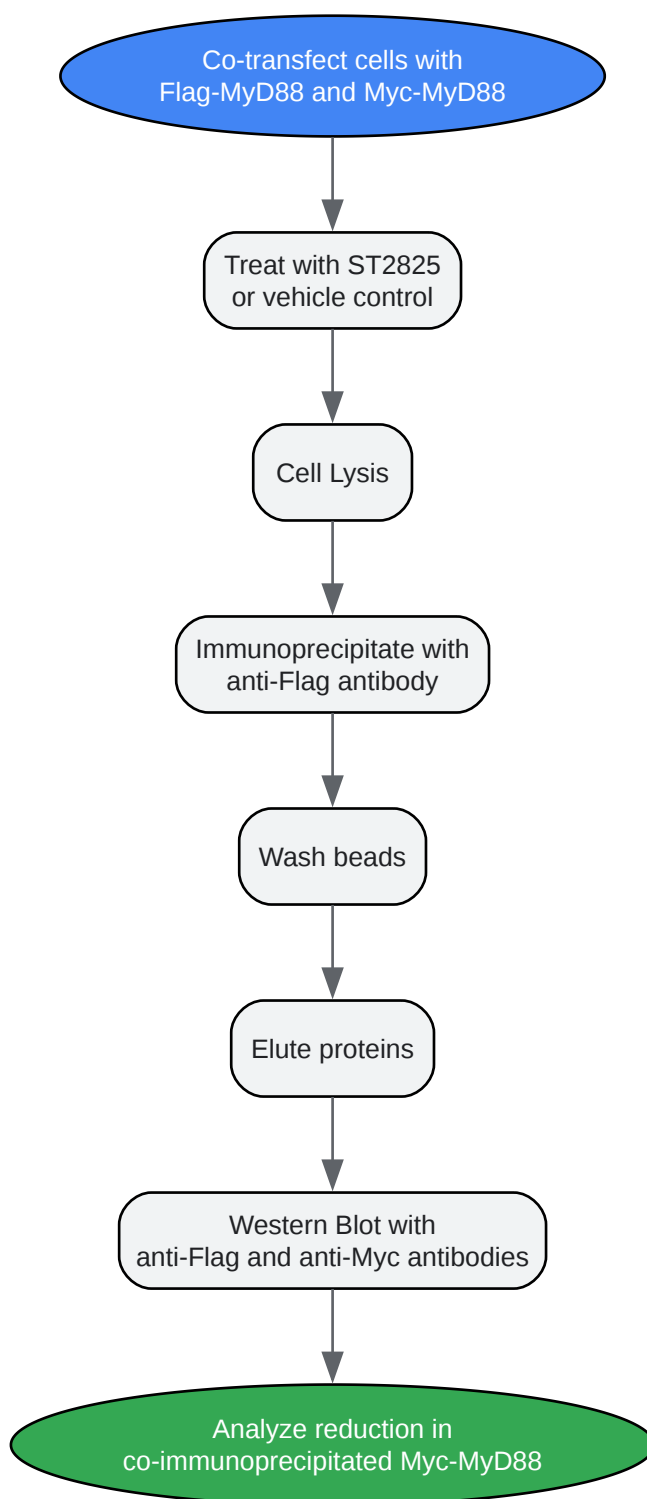 Co-transfect cells with
Flag-MyD88 and Myc-MyD88
Treat with ST2825
or vehicle control
Cell Lysis
Immunoprecipitate with
anti-Flag antibody
Wash beads
Elute proteins
Western Blot with
anti-Flag and anti-Myc antibodies
Analyze reduction in
co-immunoprecipitated Myc-MyD88